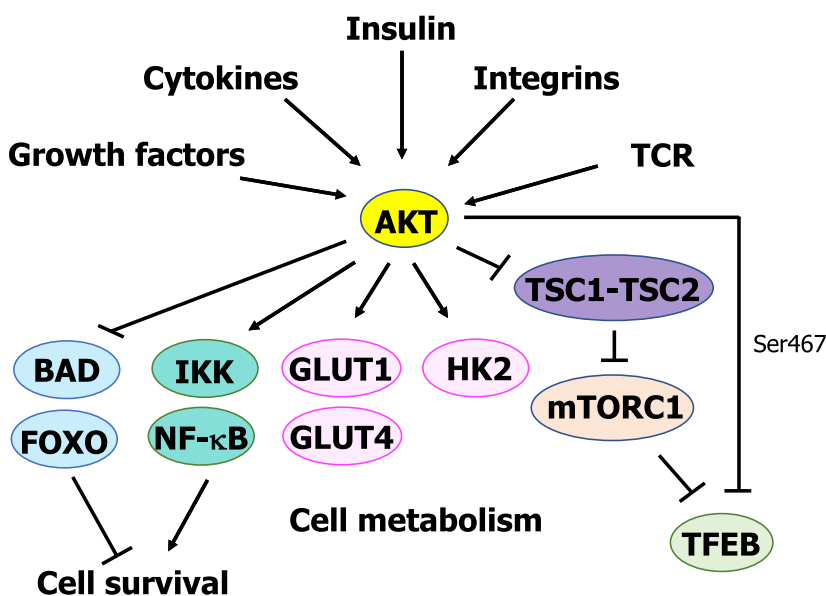 Insulin
Cytokines
Integrins
Growth factors
TCR
AKT
TSC1-TSC2
Ser467
BAD
IKK
GLUT1
HK2
mTORC1
FOXO
NF-κB
GLUT4
Cell metabolism
TFEB
Cell survival